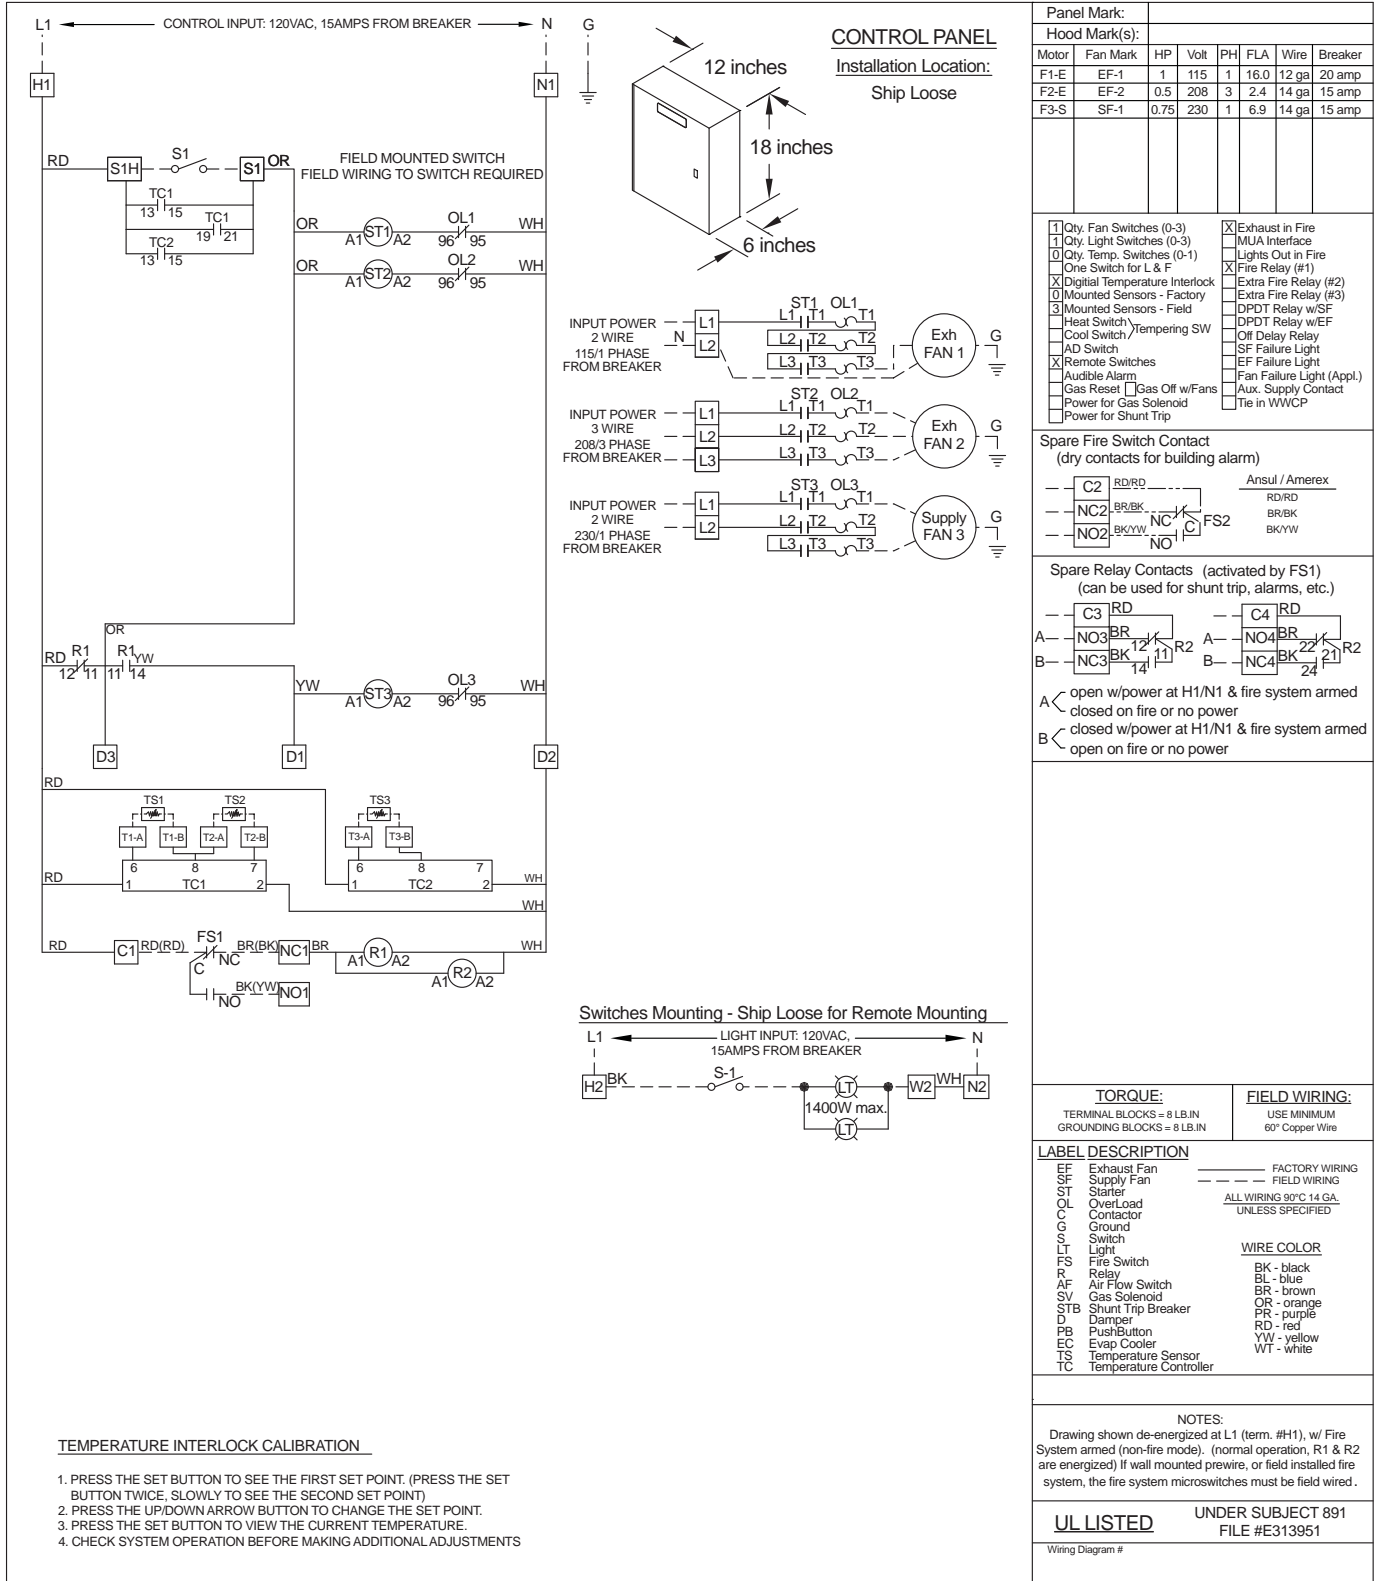 L1
CONTROL INPUT: 120VAC, 15AMPS FROM BREAKER
N
G
H1
N1
RD
S1H
S1
S1
OR
FIELD MOUNTED SWITCH
FIELD WIRING TO SWITCH REQUIRED
TC1
13 15
TC1
19 21
TC2
13 15
OR
A1 ST1 A2
OL1
96 95
WH
OR
A1 ST2 A2
OL2
96 95
WH
OR
RD
R1
12 11
R1
11 14
YW
YW
A1 ST3 A2
OL3
96 95
WH
D3
D1
D2
RD
TS1
TS2
TS3
T1-A
T1-B
T2-A
T2-B
T3-A
T3-B
6 8 7
1 TC1 2
6 8 7
1 TC2 2
RD
WH
WH
RD
C1
RD(RD)
FS1
NC
C
BR(BK)
NC1
BR
A1 R1 A2
WH
A1 R2 A2
NO
BK(YW)
NO1
CONTROL PANEL
Installation Location:
Ship Loose
12 inches
18 inches
6 inches
INPUT POWER
2 WIRE
115/1 PHASE
FROM BREAKER
N
L1
L2
ST1 OL1
L1 T1 T1
L2 T2 T2
L3 T3 T3
Exh
FAN 1
G
INPUT POWER
3 WIRE
208/3 PHASE
FROM BREAKER
L1
L2
L3
ST2 OL2
L1 T1 T1
L2 T2 T2
L3 T3 T3
Exh
FAN 2
G
INPUT POWER
2 WIRE
230/1 PHASE
FROM BREAKER
L1
L2
ST3 OL3
L1 T1 T1
L2 T2 T2
L3 T3 T3
Supply
FAN 3
G
Switches Mounting - Ship Loose for Remote Mounting
L1
LIGHT INPUT: 120VAC,
15AMPS FROM BREAKER
N
H2
BK
S-1
LT
1400W max.
LT
W2
WH
N2
TEMPERATURE INTERLOCK CALIBRATION
1. PRESS THE SET BUTTON TO SEE THE FIRST SET POINT. (PRESS THE SET
BUTTON TWICE, SLOWLY TO SEE THE SECOND SET POINT)
2. PRESS THE UP/DOWN ARROW BUTTON TO CHANGE THE SET POINT.
3. PRESS THE SET BUTTON TO VIEW THE CURRENT TEMPERATURE.
4. CHECK SYSTEM OPERATION BEFORE MAKING ADDITIONAL ADJUSTMENTS
Panel Mark:
Hood Mark(s):
Motor Fan Mark HP Volt PH FLA Wire Breaker
F1-E EF-1 1 115 1 16.0 12 ga 20 amp
F2-E EF-2 0.5 208 3 2.4 14 ga 15 amp
F3-S SF-1 0.75 230 1 6.9 14 ga 15 amp
1 Qty. Fan Switches (0-3)
1 Qty. Light Switches (0-3)
0 Qty. Temp. Switches (0-1)
One Switch for L & F
X Digitial Temperature Interlock
0 Mounted Sensors - Factory
3 Mounted Sensors - Field
Heat Switch
Cool Switch
Tempering SW
AD Switch
X Remote Switches
Audible Alarm
Gas Reset Gas Off w/Fans
Power for Gas Solenoid
Power for Shunt Trip
X Exhaust in Fire
MUA Interface
Lights Out in Fire
X Fire Relay (#1)
Extra Fire Relay (#2)
Extra Fire Relay (#3)
DPDT Relay w/SF
DPDT Relay w/EF
Off Delay Relay
SF Failure Light
EF Failure Light
Fan Failure Light (Appl.)
Aux. Supply Contact
Tie in WWCP
Spare Fire Switch Contact
(dry contacts for building alarm)
C2 RD/RD
NC2 BR/BK
NO2 BK/YW
NC C FS2
NO
Ansul / Amerex
RD/RD
BR/BK
BK/YW
Spare Relay Contacts (activated by FS1)
(can be used for shunt trip, alarms, etc.)
C3 RD
A NO3 BR 12
B NC3 BK 11
14
R2
C4 RD
A NO4 BR 22
B NC4 BK 21
24
R2
A
open w/power at H1/N1 & fire system armed
closed on fire or no power
B
closed w/power at H1/N1 & fire system armed
open on fire or no power
TORQUE:
TERMINAL BLOCKS = 8 LB.IN
GROUNDING BLOCKS = 8 LB.IN
FIELD WIRING:
USE MINIMUM
60° Copper Wire
LABEL DESCRIPTION
EF Exhaust Fan
SF Supply Fan
ST Starter
OL OverLoad
C Contactor
G Ground
S Switch
LT Light
FS Fire Switch
R Relay
AF Air Flow Switch
SV Gas Solenoid
STB Shunt Trip Breaker
D Damper
PB PushButton
EC Evap Cooler
TS Temperature Sensor
TC Temperature Controller
FACTORY WIRING
FIELD WIRING
ALL WIRING 90°C 14 GA.
UNLESS SPECIFIED
WIRE COLOR
BK - black
BL - blue
BR - brown
OR - orange
PR - purple
RD - red
YW - yellow
WT - white
NOTES:
Drawing shown de-energized at L1 (term. #H1), w/ Fire
System armed (non-fire mode). (normal operation, R1 & R2
are energized) If wall mounted prewire, or field installed fire
system, the fire system microswitches must be field wired.
UL LISTED
UNDER SUBJECT 891
FILE #E313951
Wiring Diagram #